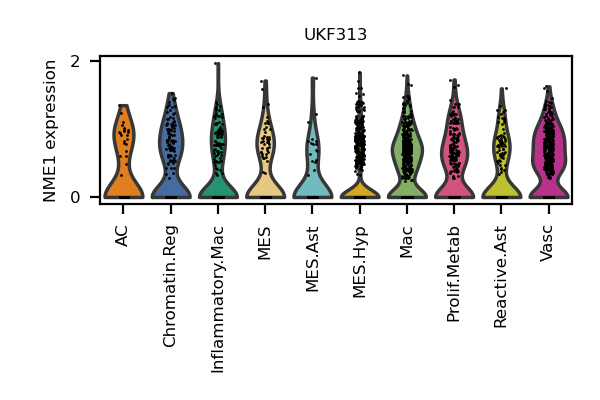 UKF313
NME1 expression
2
0
AC
Chromatin.Reg
Inflammatory.Mac
MES
MES.Ast
MES.Hyp
Mac
Prolif.Metab
Reactive.Ast
Vasc